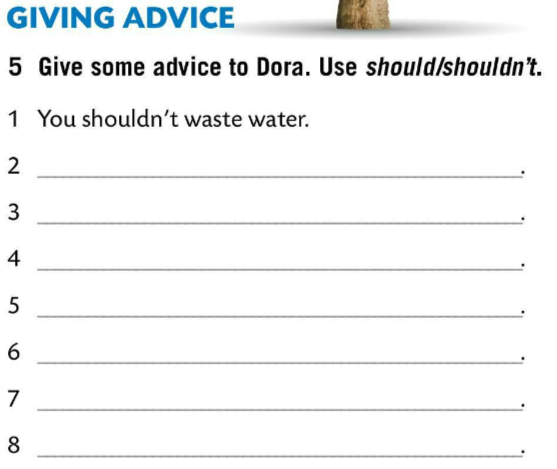 GIVING ADVICE
5 Give some advice to Dora. Use should/shouldn't.
1 You shouldn't waste water.
2 .
3 .
4 .
5 .
6 .
7 .
8 .